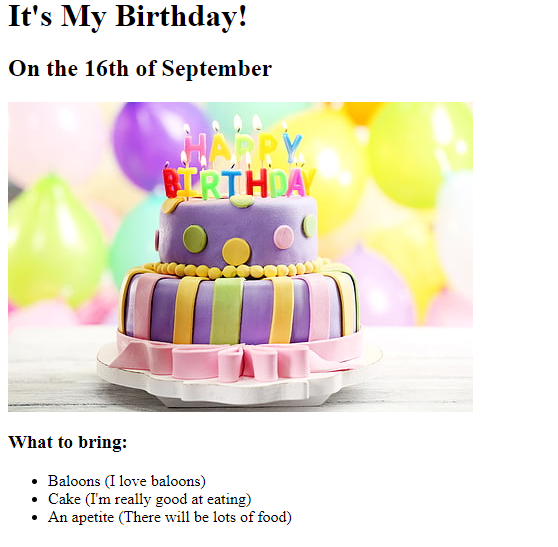 It's My Birthday!
On the 16th of September
HAPPY
BIRTHDAY
What to bring:
Baloons (I love baloons)
Cake (I'm really good at eating)
An apetite (There will be lots of food)